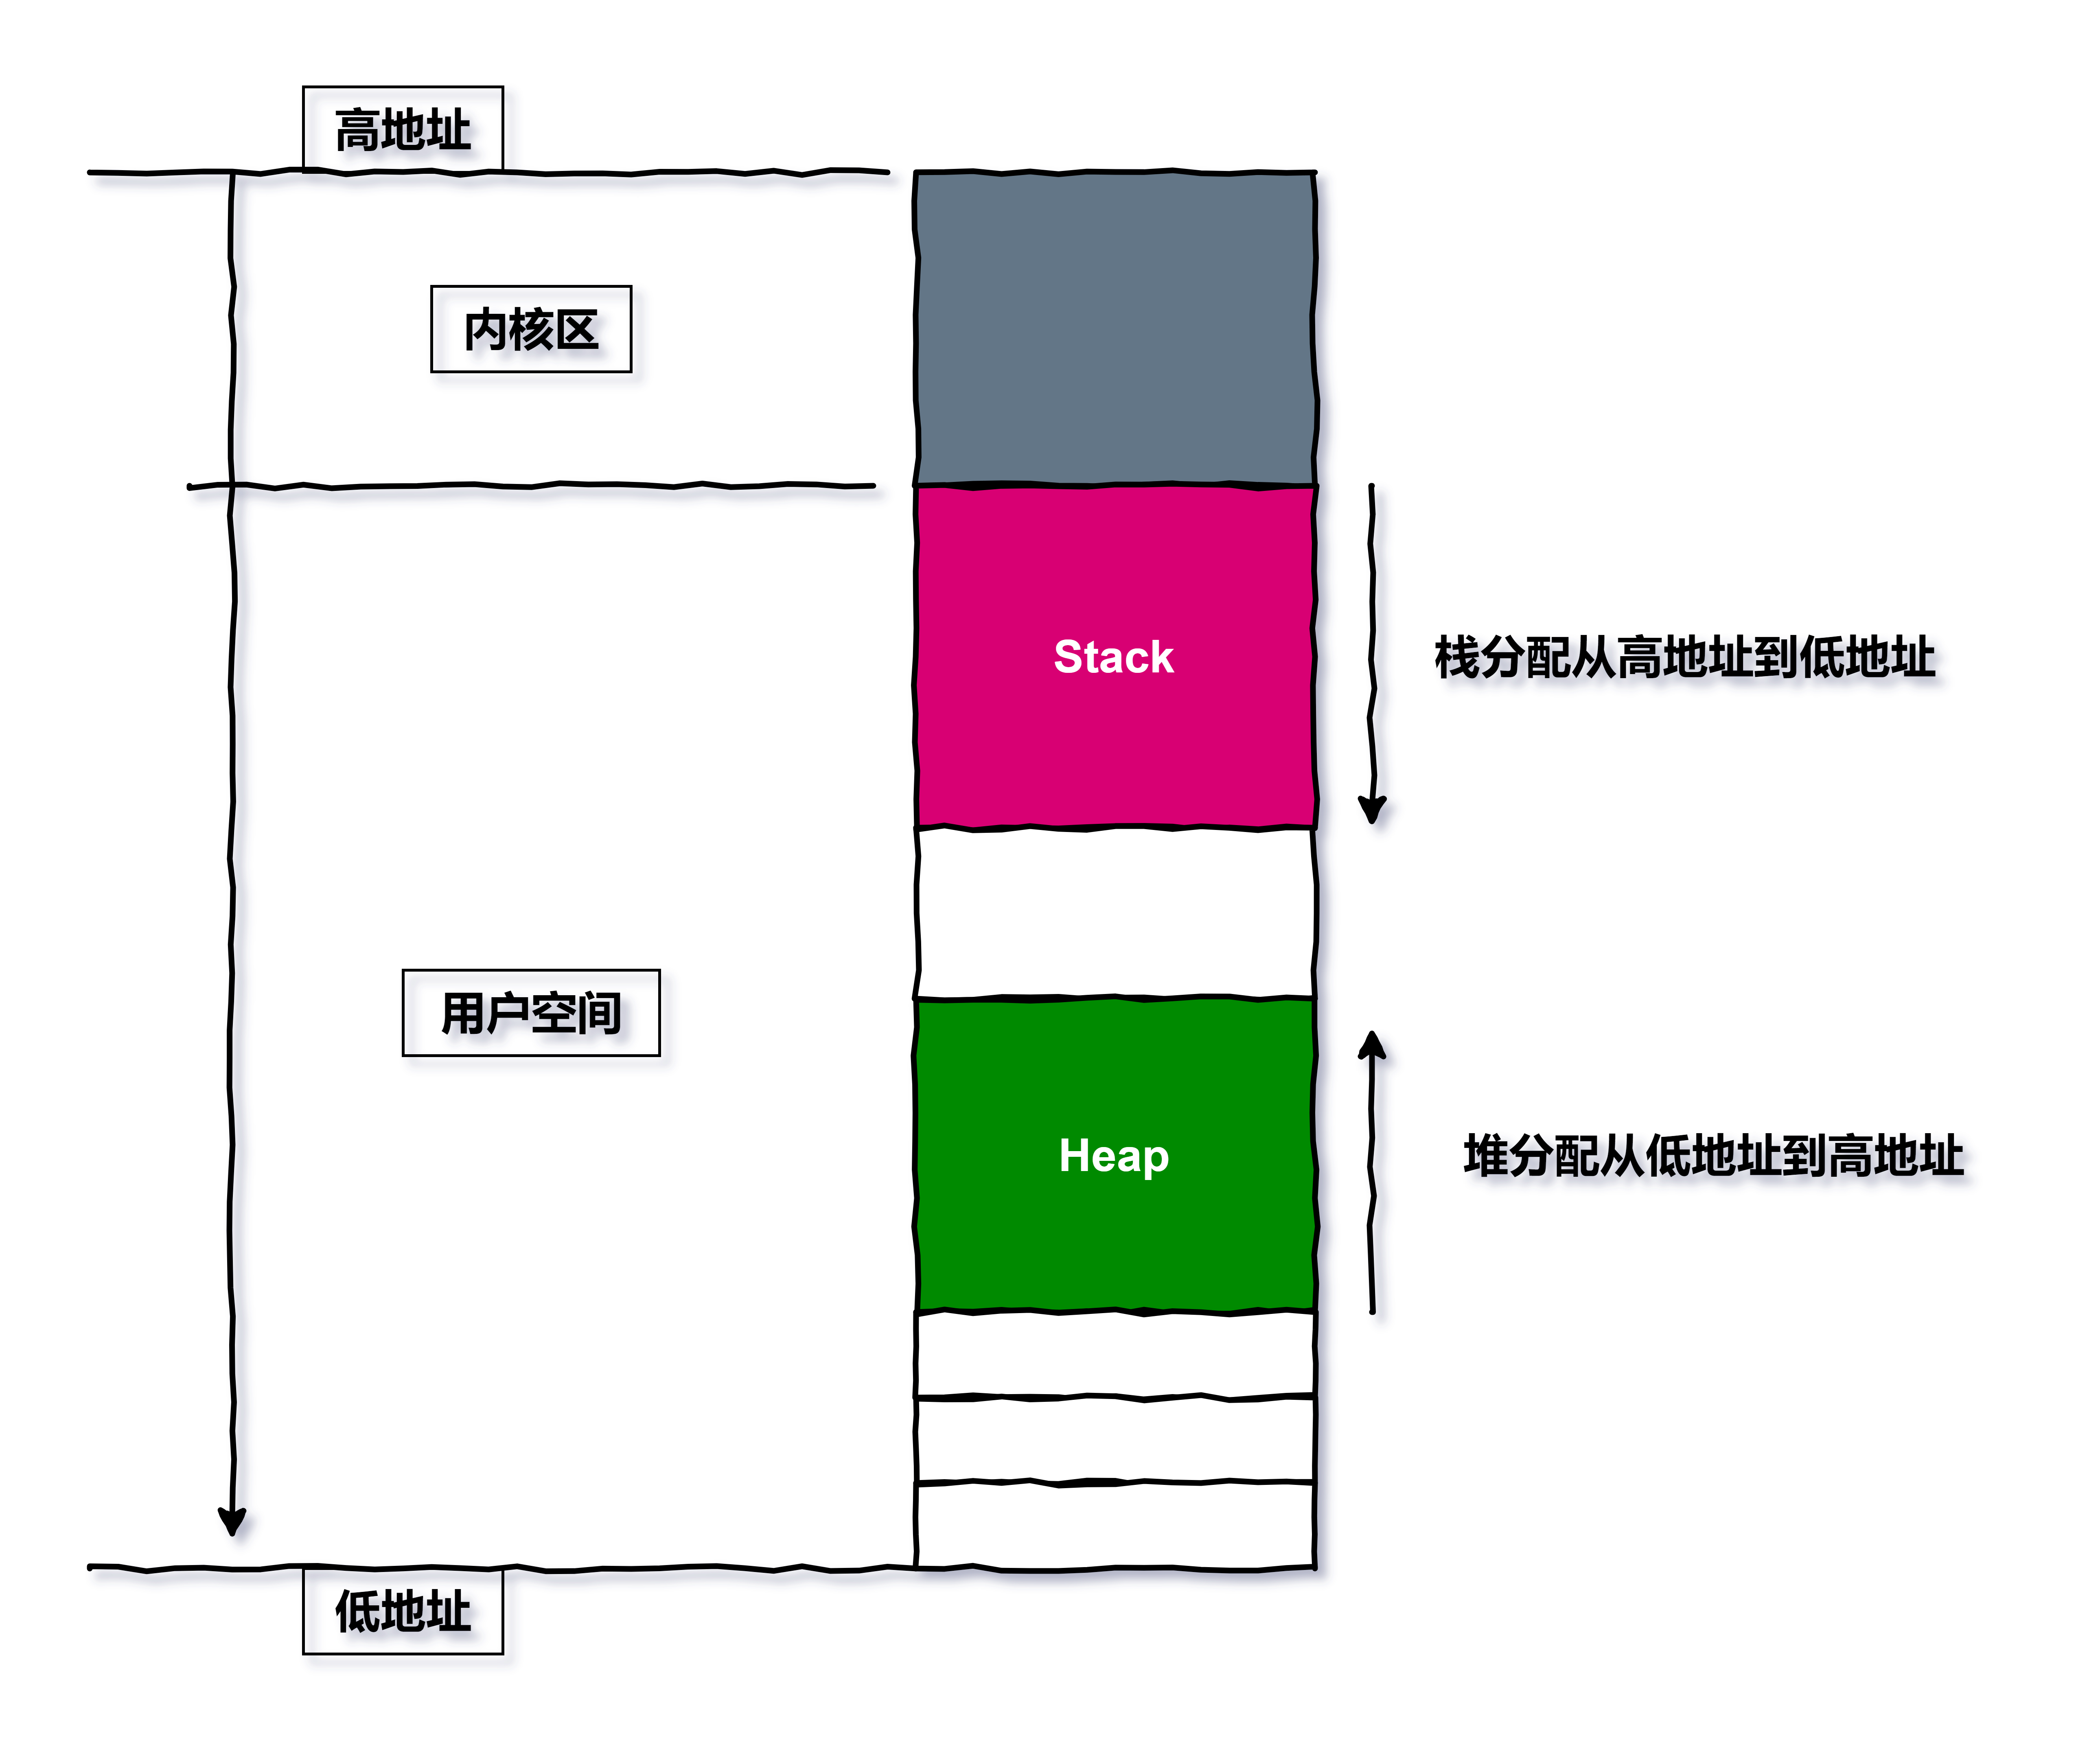 高地址
内核区
Stack
栈分配从高地址到低地址
用户空间
Heap
堆分配从低地址到高地址
低地址